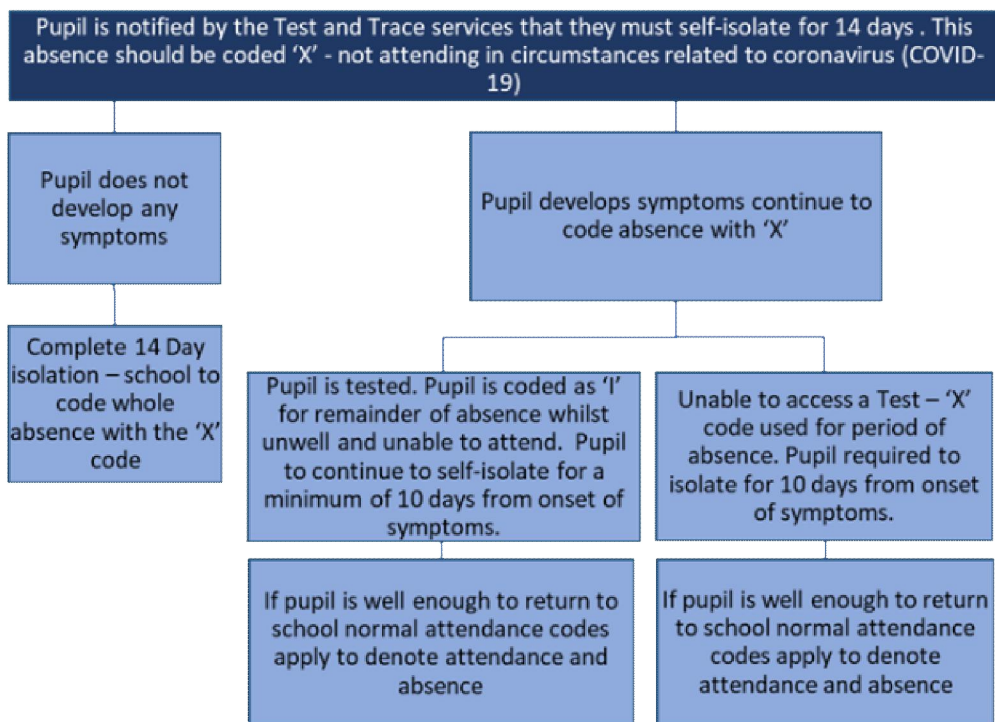 Pupil is notified by the Test and Trace services that they must self-isolate for 14 days . This
absence should be coded ‘X’ - not attending in circumstances related to coronavirus (COVID-
19)
Pupil does not
develop any
symptoms
Complete 14 Day
isolation – school to
code whole
absence with the ‘X’
code
Pupil develops symptoms continue to
code absence with ‘X’
Pupil is tested. Pupil is coded as ‘I’
for remainder of absence whilst
unwell and unable to attend.  Pupil
to continue to self-isolate for a
minimum of 10 days from onset of
symptoms.
If pupil is well enough to return to
school normal attendance codes
apply to denote attendance and
absence
Unable to access a Test – ‘X’
code used for period of
absence. Pupil required to
isolate for 10 days from onset
of symptoms.
If pupil is well enough to return
to school normal attendance
codes apply to denote
attendance and absence